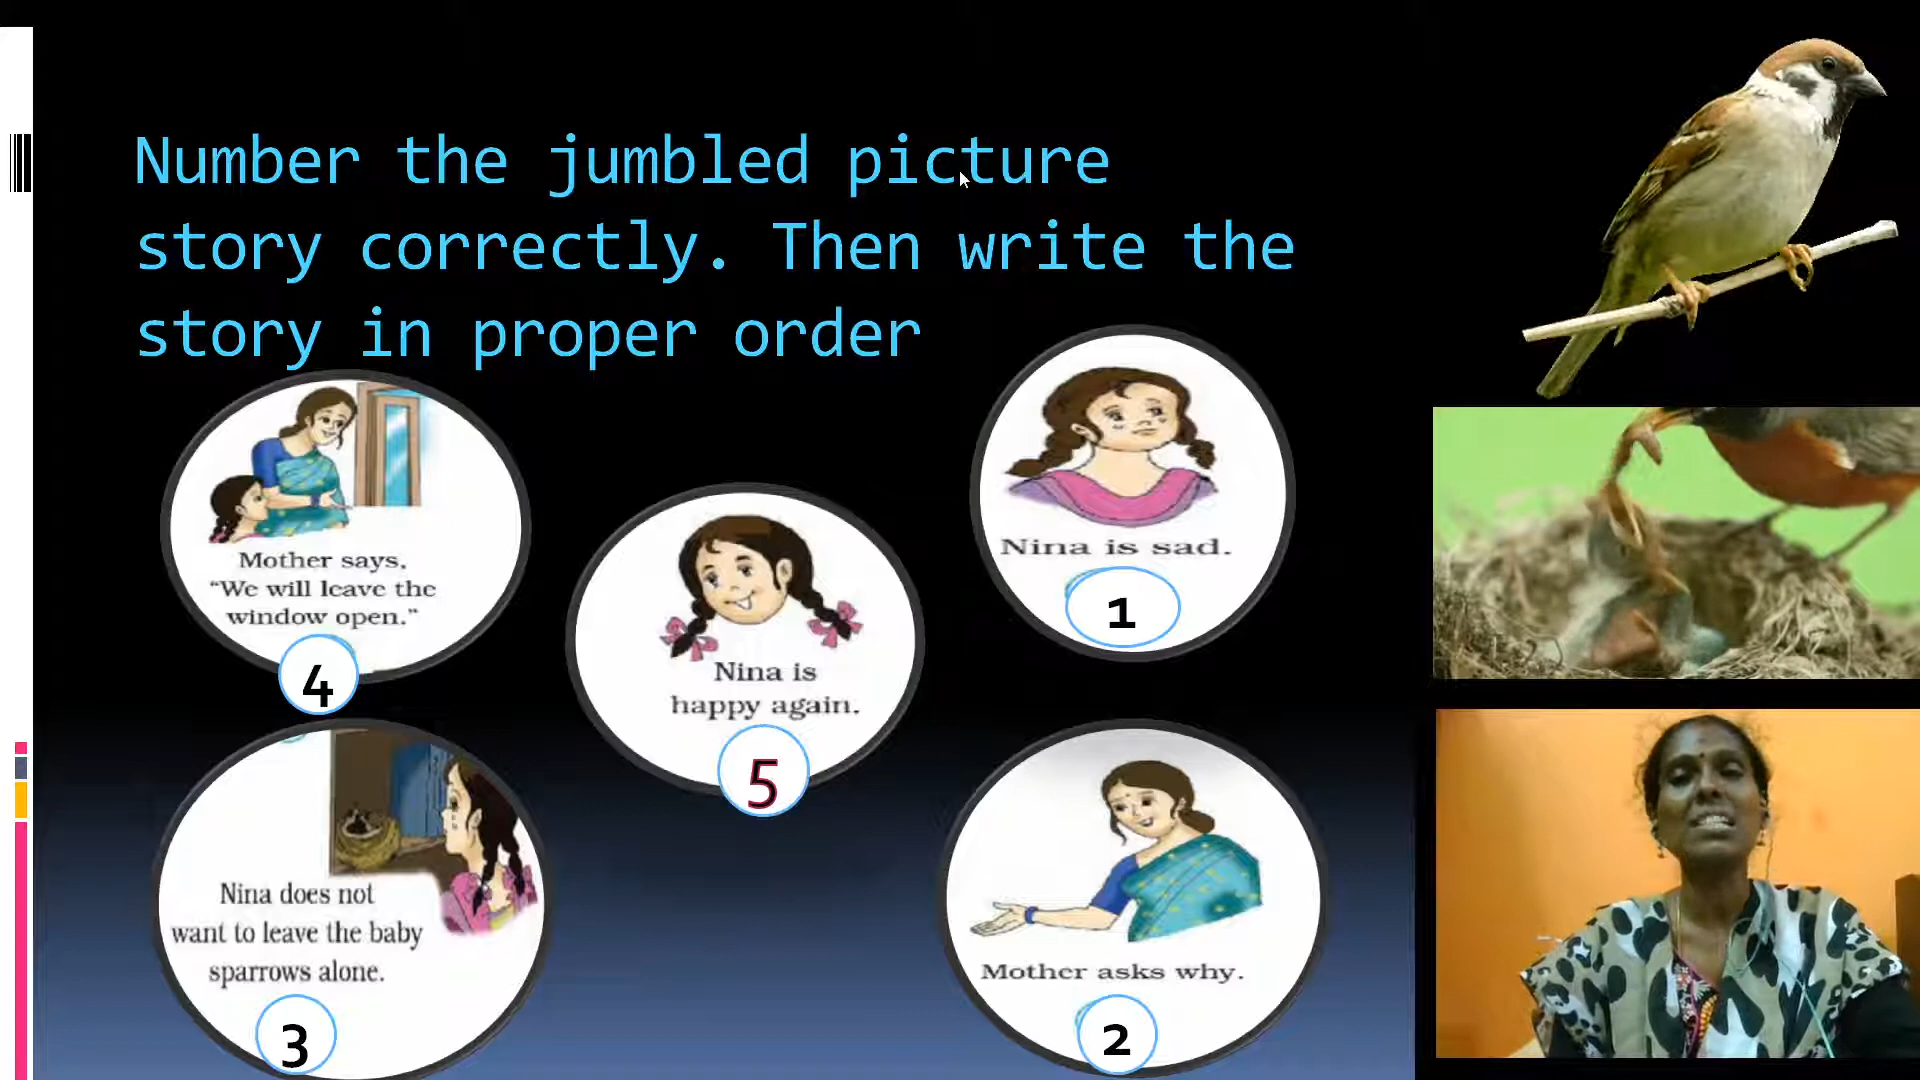 Number the jumbled picture
story correctly. Then write the
story in proper order
Mother says,
“We will leave the
window open.”
4
Nina is
happy again.
5
Nina is sad.
1
Nina does not
want to leave the baby
sparrows alone.
3
Mother asks why.
2